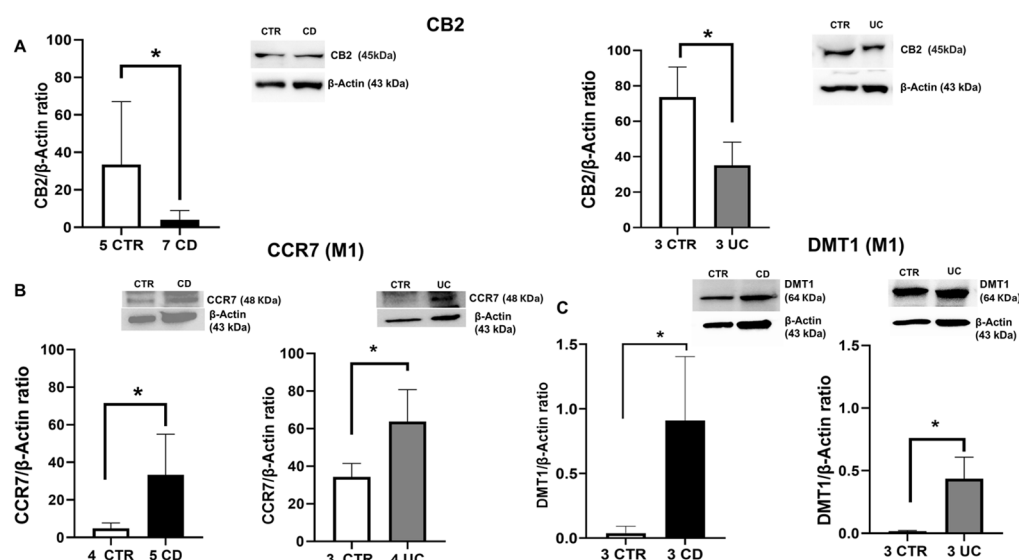 CB2
A
*
CTR CD
CB2 (45kDa)
β-Actin (43 kDa)
100
80
60
40
20
0
CB2/β-Actin ratio
5 CTR 7 CD
*
CTR UC
CB2 (45kDa)
β-Actin (43 kDa)
100
80
60
40
20
0
CB2/β-Actin ratio
3 CTR 3 UC
CCR7 (M1)
B
CTR CD
CCR7 (48 KDa)
β-Actin
(43 kDa)
*
100
80
60
40
20
0
CCR7/β-Actin ratio
4 CTR 5 CD
CTR UC
CCR7 (48 KDa)
β-Actin
(43 kDa)
*
100
80
60
40
20
0
CCR7/β-Actin ratio
3 CTR 4 UC
DMT1 (M1)
C
CTR CD
DMT1
(64 KDa)
β-Actin
(43 kDa)
*
1.5
1.0
0.5
0.0
DMT1/β-Actin ratio
3 CTR 3 CD
CTR UC
DMT1
(64 KDa)
β-Actin
(43 kDa)
*
1.5
1.0
0.5
0.0
DMT1/β-Actin ratio
3 CTR 3 UC